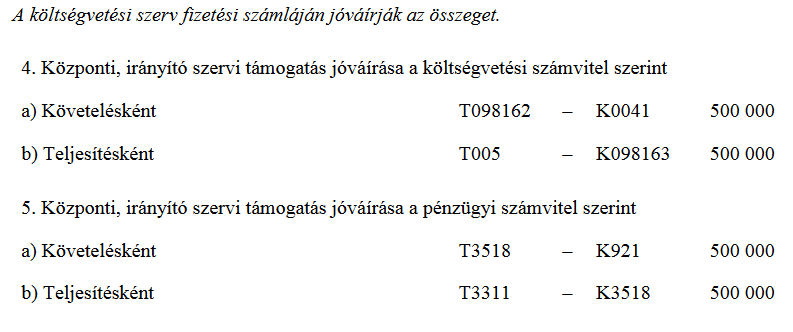 A költségvetési szerv fizetési számláján jóváírják az összeget.
4. Központi, irányító szervi támogatás jóváírása a költségvetési számvitel szerint
a) Követelésként T098162 – K0041 500 000
b) Teljesítésként T005 – K098163 500 000
5. Központi, irányító szervi támogatás jóváírása a pénzügyi számvitel szerint
a) Követelésként T3518 – K921 500 000
b) Teljesítésként T3311 – K3518 500 000